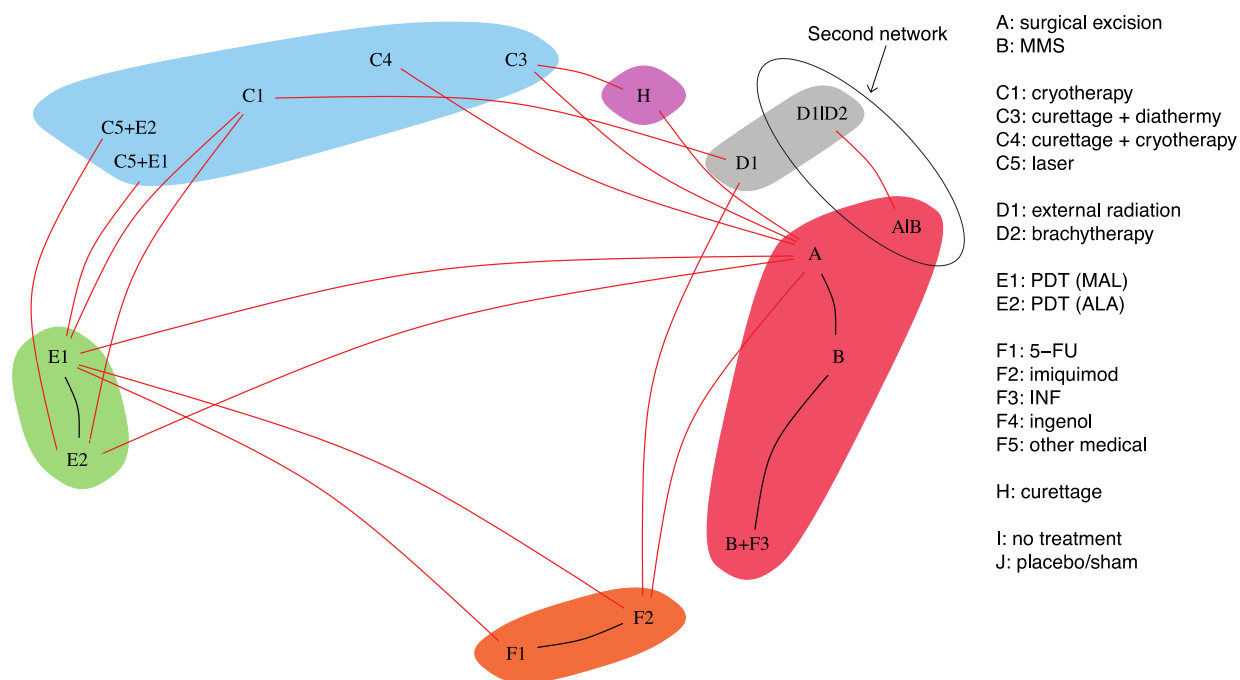 Second network
C4
C3
C1
H
C5+E2
C5+E1
D1|D2
D1
A|B
A
B
E1
E2
B+F3
F2
F1
A: surgical excision
B: MMS
C1: cryotherapy
C3: curettage + diathermy
C4: curettage + cryotherapy
C5: laser
D1: external radiation
D2: brachytherapy
E1: PDT (MAL)
E2: PDT (ALA)
F1: 5–FU
F2: imiquimod
F3: INF
F4: ingenol
F5: other medical
H: curettage
I: no treatment
J: placebo/sham